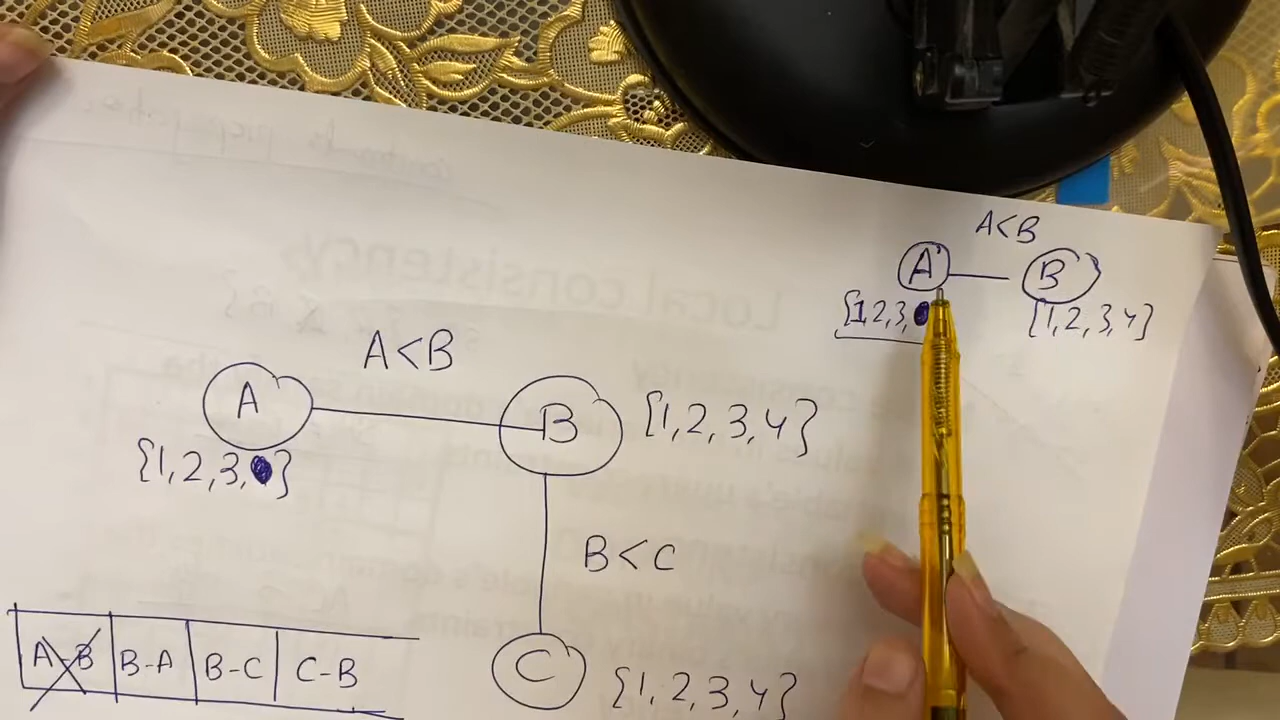 A<B
A B
{1,2,3, {1,2,3,4}
A<B
A B {1,2,3,4}
{1,2,3, }
B<C
A-B B-A B-C C-B
C {1,2,3,4}